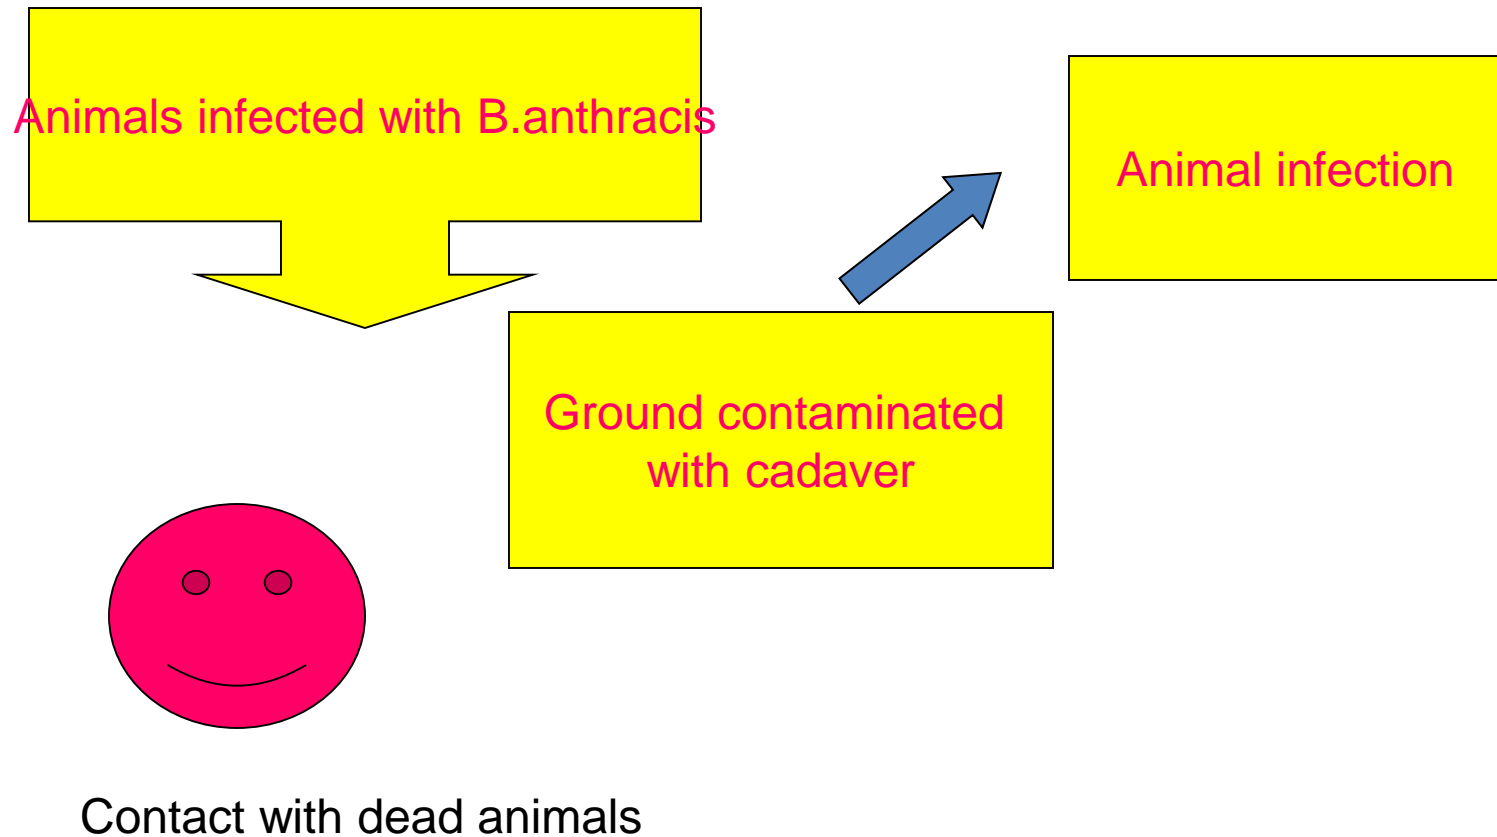 Animals infected with B.anthracis
Animal infection
Ground contaminated
with cadaver
Contact with dead animals